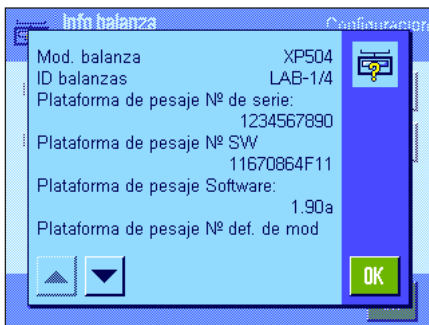 Info balanza
Configuración
Mod. balanza XP504
ID balanzas LAB-1/4
Plataforma de pesaje Nº de serie:
1234567890
Plataforma de pesaje Nº SW
11670864F11
Plataforma de pesaje Software:
1.90a
Plataforma de pesaje Nº def. de mod
OK